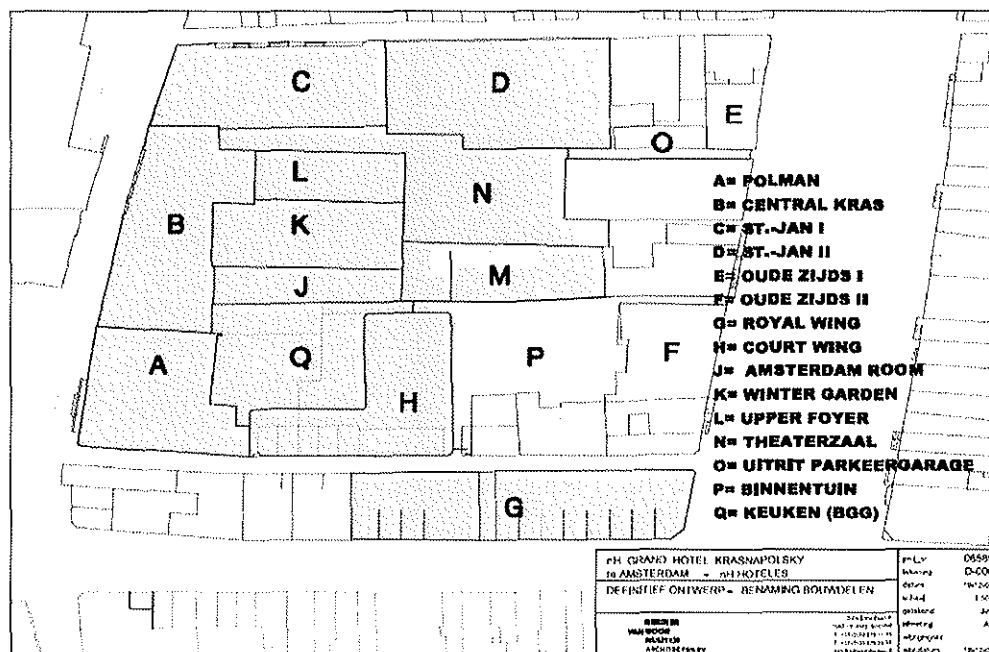 C
D
E
O
L
N
B
K
M
J
A
Q
P
F
H
G
A= POLMAN
B= CENTRAL KRAS
C= ST.-JAN I
D= ST.-JAN II
E= OUDE ZIJDS I
F= OUDE ZIJDS II
G= ROYAL WING
H= COURT WING
J= AMSTERDAM ROOM
K= WINTER GARDEN
L= UPPER FOYER
N= THEATERZAAL
O= UITRIT PARKEERGARAGE
P= BINNENTUIN
Q= KEUKEN (BGG)
nH GRAND HOTEL KRASNAPOLSKY
te AMSTERDAM - nH HOTELES
DEFINITIEF ONTWERP - BENAMING BOUWDELEN